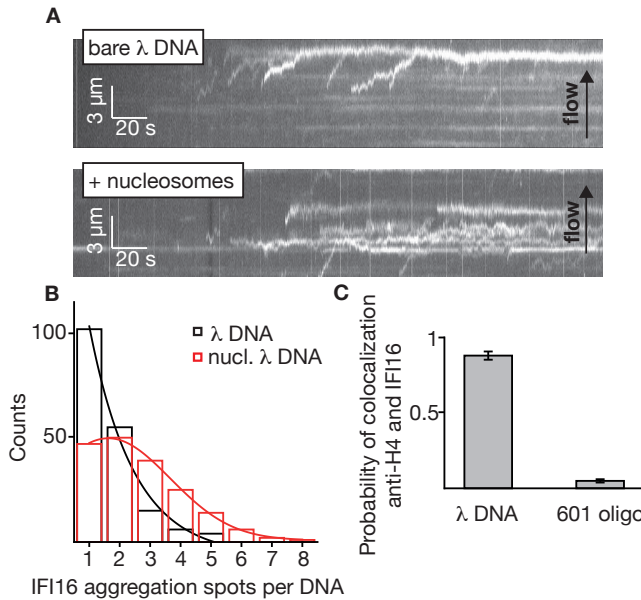 A
bare λ DNA
3 μm
20 s
flow
+ nucleosomes
3 μm
20 s
flow
B
λ DNA
nucl. λ DNA
100
50
Counts
1 2 3 4 5 6 7 8
IFI16 aggregation spots per DNA
C
Probability of colocalization
anti-H4 and IFI16
1
0.5
λ DNA 601 oligo